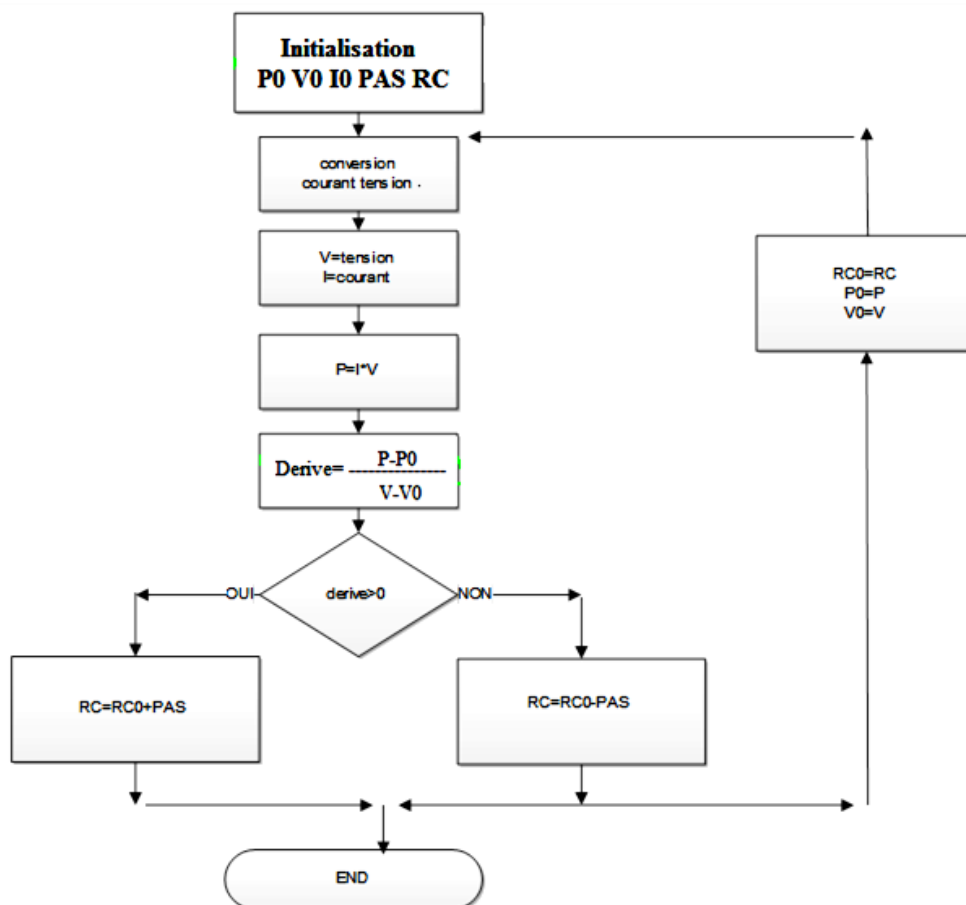 Initialisation
P0 V0 I0 PAS RC
conversion
courant tension .
V=tension
I=courant
P=I*V
Derive=
P-P0
V-V0
OUI
derive>0
NON
RC=RC0+PAS
RC=RC0-PAS
RC0=RC
P0=P
V0=V
END